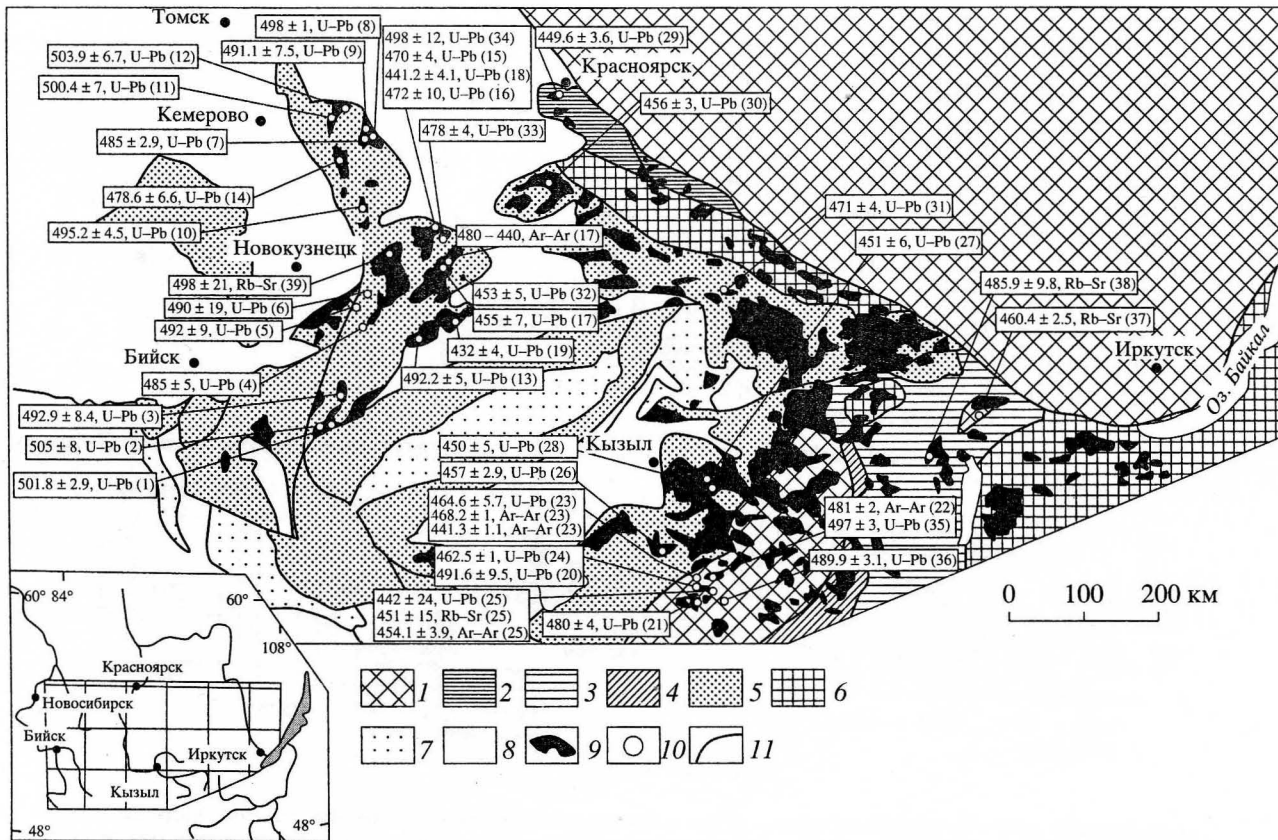 Томск
498 ± 1, U–Pb (8)
491.1 ± 7.5, U–Pb (9)
503.9 ± 6.7, U–Pb (12)
500.4 ± 7, U–Pb (11)
498 ± 12, U–Pb (34)
470 ± 4, U–Pb (15)
441.2 ± 4.1, U–Pb (18)
472 ± 10, U–Pb (16)
449.6 ± 3.6, U–Pb (29)
Красноярск
456 ± 3, U–Pb (30)
Кемерово
485 ± 2.9, U–Pb (7)
478 ± 4, U–Pb (33)
478.6 ± 6.6, U–Pb (14)
495.2 ± 4.5, U–Pb (10)
471 ± 4, U–Pb (31)
451 ± 6, U–Pb (27)
480 – 440, Ar–Ar (17)
Новокузнецк
498 ± 21, Rb–Sr (39)
490 ± 19, U–Pb (6)
492 ± 9, U–Pb (5)
453 ± 5, U–Pb (32)
455 ± 7, U–Pb (17)
485.9 ± 9.8, Rb–Sr (38)
460.4 ± 2.5, Rb–Sr (37)
Бийск
432 ± 4, U–Pb (19)
492.2 ± 5, U–Pb (13)
Иркутск
Оз. Байкал
485 ± 5, U–Pb (4)
492.9 ± 8.4, U–Pb (3)
505 ± 8, U–Pb (2)
501.8 ± 2.9, U–Pb (1)
Кызыл
450 ± 5, U–Pb (28)
457 ± 2.9, U–Pb (26)
464.6 ± 5.7, U–Pb (23)
468.2 ± 1, Ar–Ar (23)
441.3 ± 1.1, Ar–Ar (23)
462.5 ± 1, U–Pb (24)
491.6 ± 9.5, U–Pb (20)
442 ± 24, U–Pb (25)
451 ± 15, Rb–Sr (25)
454.1 ± 3.9, Ar–Ar (25)
480 ± 4, U–Pb (21)
481 ± 2, Ar–Ar (22)
497 ± 3, U–Pb (35)
489.9 ± 3.1, U–Pb (36)
0 100 200 км
60° 84° 60°
108°
Красноярск
Новосибирск
Бийск
Иркутск
Кызыл
48° 48°
1 2 3 4 5 6
7 8 9 10 11